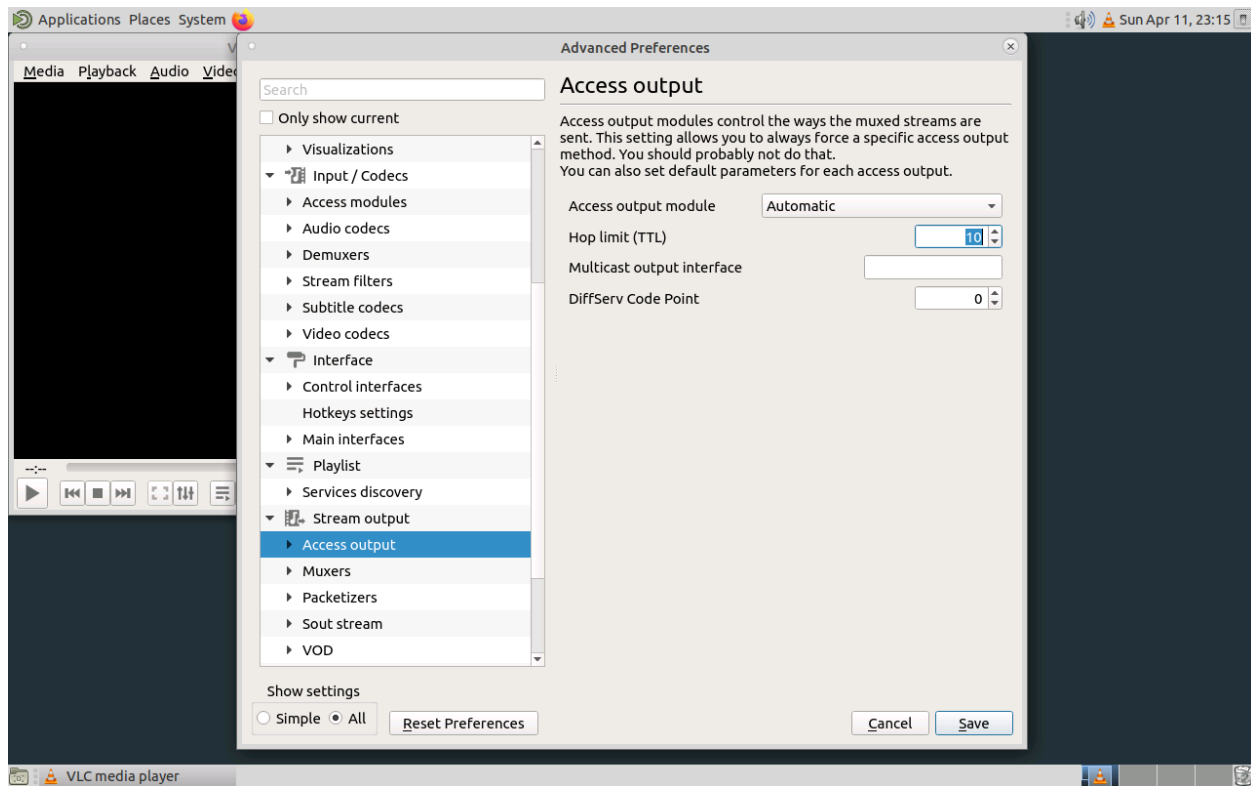 Applications Places System
Sun Apr 11, 23:15
V
Advanced Preferences
Media Playback Audio Video
Search
Only show current
Visualizations
Input / Codecs
Access modules
Audio codecs
Demuxers
Stream filters
Subtitle codecs
Video codecs
Interface
Control interfaces
Hotkeys settings
Main interfaces
Playlist
Services discovery
Stream output
Access output
Muxers
Packetizers
Sout stream
VOD
Access output
Access output modules control the ways the muxed streams are
sent. This setting allows you to always force a specific access output
method. You should probably not do that.
You can also set default parameters for each access output.
Access output module Automatic
Hop limit (TTL) 10
Multicast output interface
DiffServ Code Point 0
--:--
Show settings
Simple All
Reset Preferences
Cancel Save
VLC media player